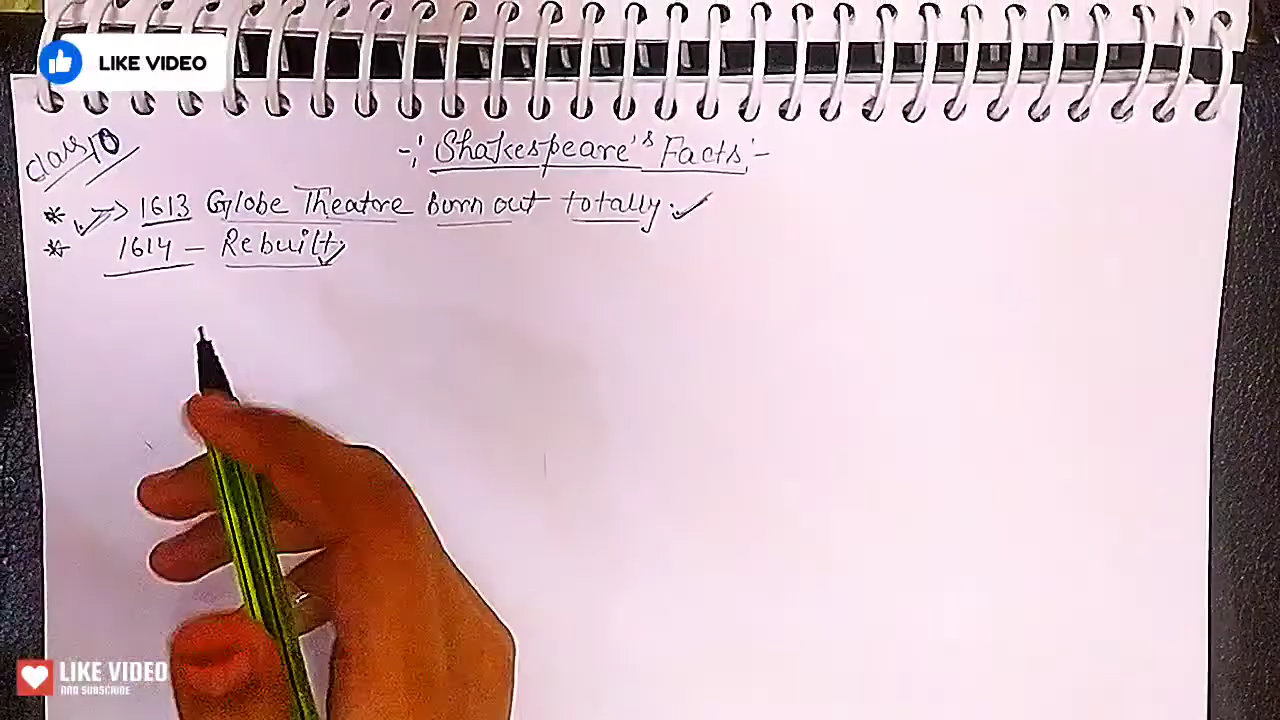 LIKE VIDEO
Class 10
-: Shakespeare's Facts :-
* => 1613 Globe Theatre burn out totally.
* 1614 - Rebuilt
LIKE VIDEO
AND SUBSCRIBE